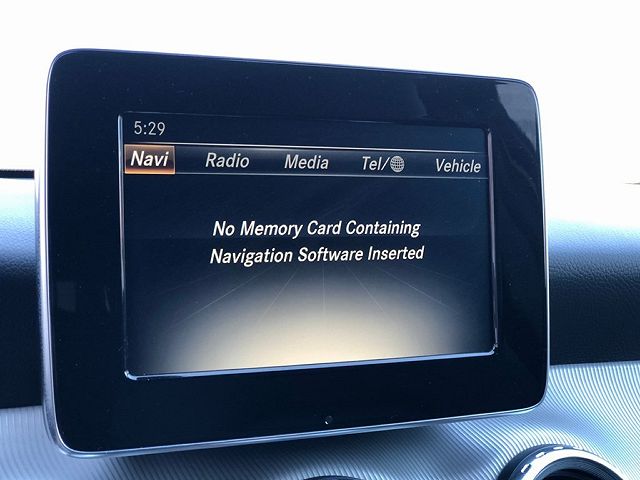 5:29
Navi Radio Media Tel/ Vehicle
No Memory Card Containing
Navigation Software Inserted